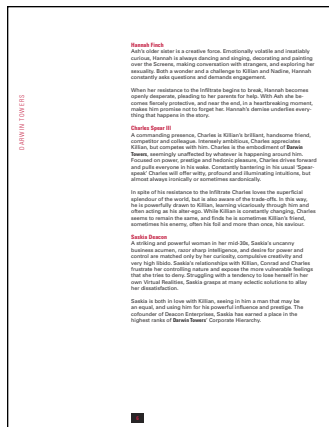 DARWIN TOWERS
Hannah Finch
Ash's older sister is a creative force. Emotionally volatile and insatiably
curious, Hannah is always dancing and singing, decorating and painting
over the Screens, making conversation with strangers, and exploring her
sexuality. Both a wonder and a challenge to Killian and Nadine, Hannah
constantly asks questions and demands engagement.
When her resistance to the Infiltrate begins to break, Hannah becomes
openly desperate, pleading to her parents for help. With Ash she be-
comes fiercely protective, and near the end, in a heartbreaking moment,
makes him promise not to forget her. Hannah's demise underlies every-
thing that happens in the story.
Charles Spear III
A commanding presence, Charles is Killian's brilliant, handsome friend,
competitor and colleague. Intensely ambitious, Charles appreciates
Killian, but competes with him. Charles is the embodiment of Darwin
Towers, seemingly unaffected by whatever is happening around him.
Focused on power, prestige and hedonic pleasure, Charles drives forward
and pulls everyone in his wake. Constantly bantering in his usual 'Spear-
speak' Charles will offer witty, profound and illuminating intuitions, but
almost always ironically or sometimes sardonically.
In spite of his resistance to the Infiltrate Charles loves the superficial
splendour of the world, but is also aware of the trade-offs. In this way,
he is powerfully drawn to Killian, learning vicariously through him and
often acting as his alter-ego. While Killian is constantly changing, Charles
seems to remain the same, and finds he is sometimes Killian's friend,
sometimes his enemy, often his foil and more than once, his saviour.
Saskia Deacon
A striking and powerful woman in her mid-30s, Saskia's uncanny
business acumen, razor sharp intelligence, and desire for power and
control are matched only by her curiosity, compulsive creativity and
very high libido. Saskia's relationships with Killian, Conrad and Charles
frustrate her controlling nature and expose the more vulnerable feelings
that she tries to deny. Struggling with a tendency to lose herself in her
own Virtual Realities, Saskia grasps at many eclectic solutions to allay
her dissatisfaction.
Saskia is both in love with Killian, seeing in him a man that may be
an equal, and using him for his powerful influence and prestige. The
cofounder of Deacon Enterprises, Saskia has earned a place in the
highest ranks of Darwin Towers' Corporate Hierarchy.